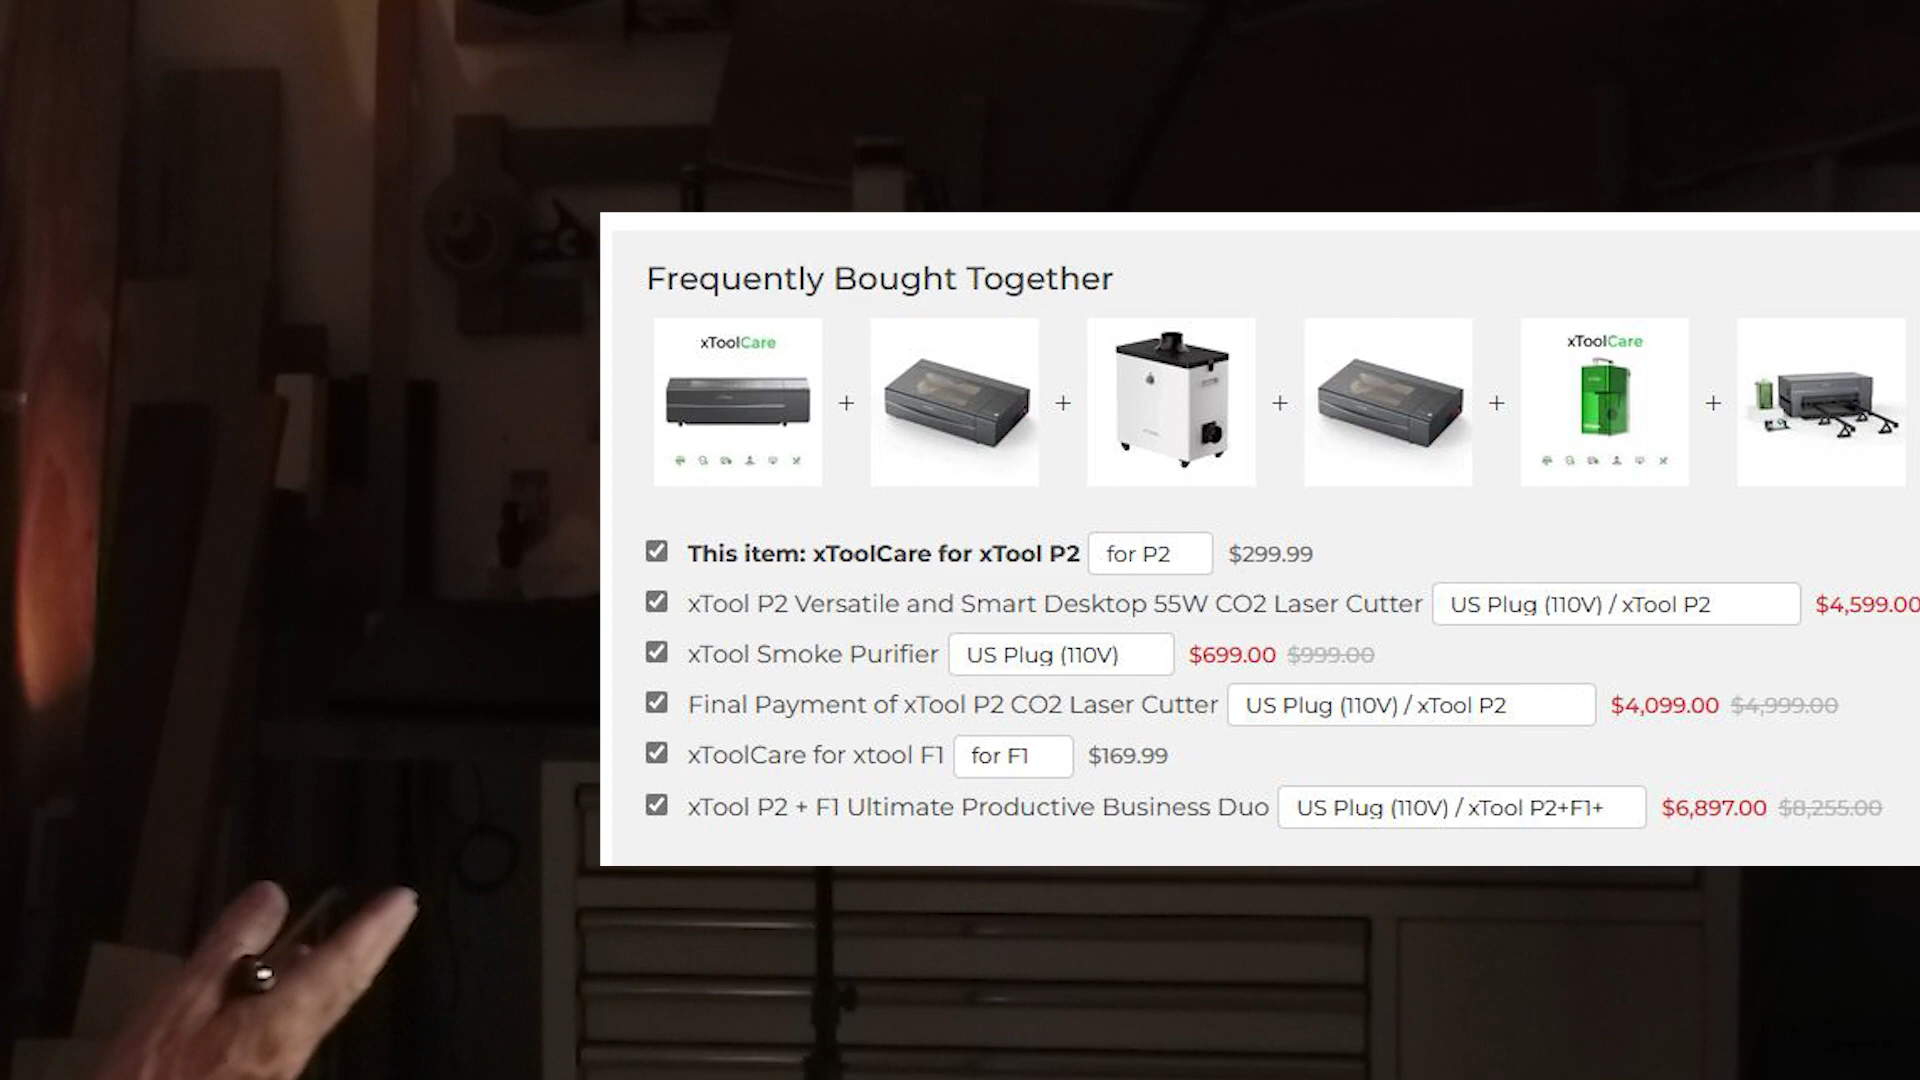 Frequently Bought Together
xToolCare
xToolCare
This item: xToolCare for xTool P2 for P2 $299.99
xTool P2 Versatile and Smart Desktop 55W CO2 Laser Cutter US Plug (110V) / xTool P2 $4,599.00
xTool Smoke Purifier US Plug (110V) $699.00 $999.00
Final Payment of xTool P2 CO2 Laser Cutter US Plug (110V) / xTool P2 $4,099.00 $4,999.00
xToolCare for xtool F1 for F1 $169.99
xTool P2 + F1 Ultimate Productive Business Duo US Plug (110V) / xTool P2+F1+ $6,897.00 $8,255.00